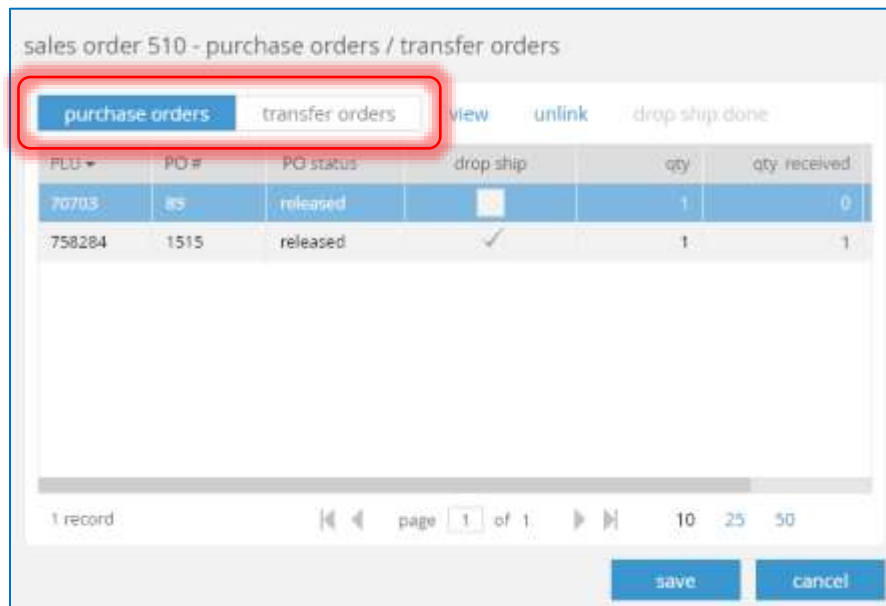 sales order 510 - purchase orders / transfer orders
purchase orders transfer orders view unlink drop ship done
PLU PO # PO status drop ship qty qty received
70703 89 released 1 0
758284 1515 released 1 1
1 record page 1 of 1 10 25 50
save cancel